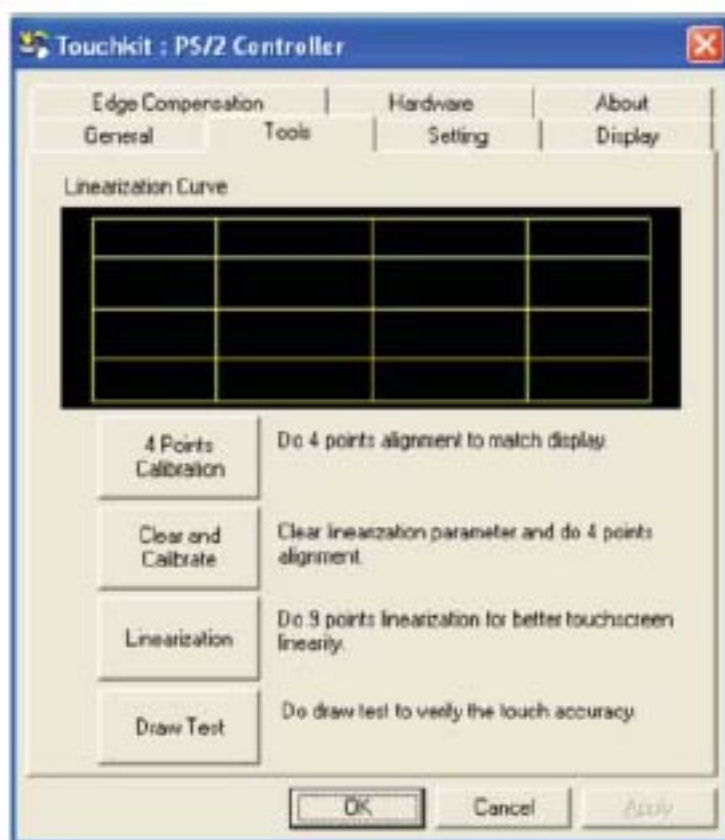 Touchkit : PS/2 Controller
Edge Compensation Hardware About
General Tools Setting Display
Linearization Curve
4 Points
Calibration
Do 4 points alignment to match display.
Clear and
Calibrate
Clear linearization parameter and do 4 points
alignment.
Linearization
Do 9 points linearization for better touchscreen
linearity.
Draw Test
Do draw test to verify the touch accuracy.
OK Cancel Apply